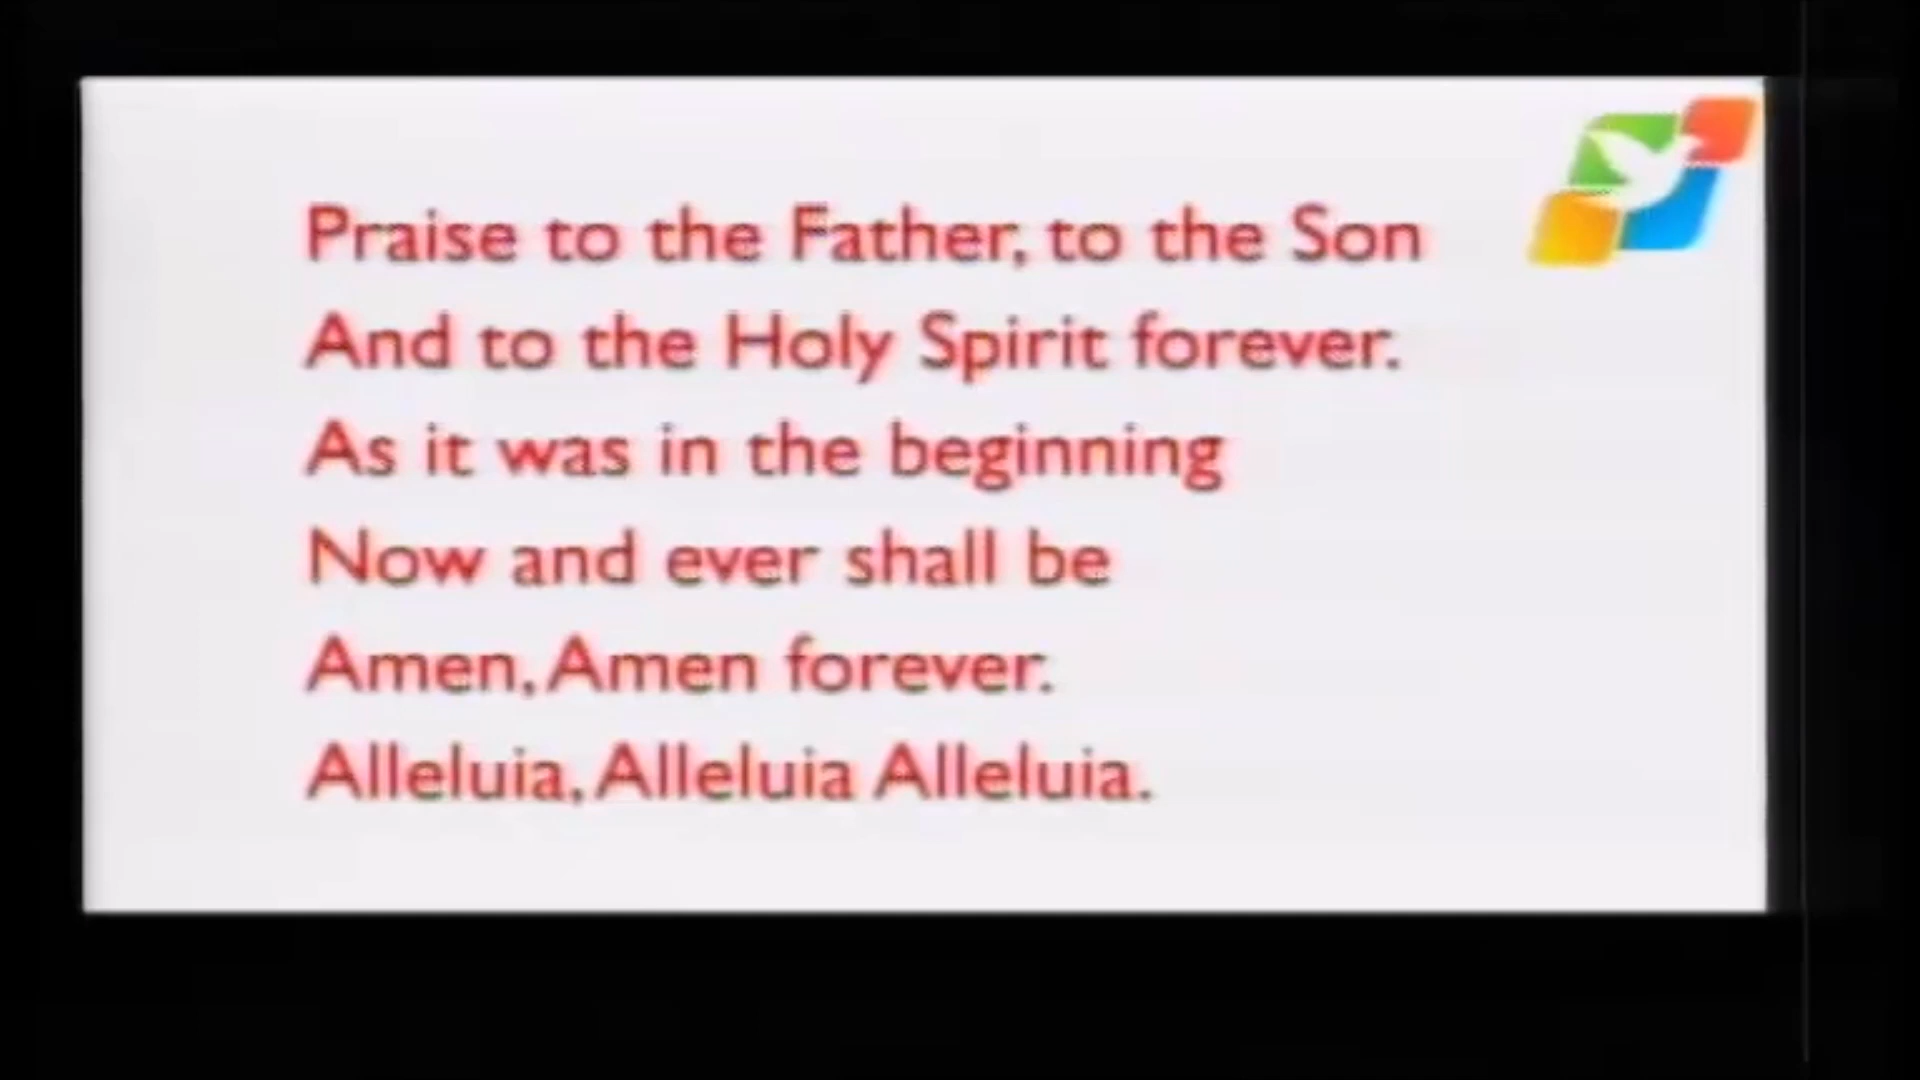 Praise to the Father, to the Son
And to the Holy Spirit forever.
As it was in the beginning
Now and ever shall be
Amen, Amen forever.
Alleluia, Alleluia Alleluia.